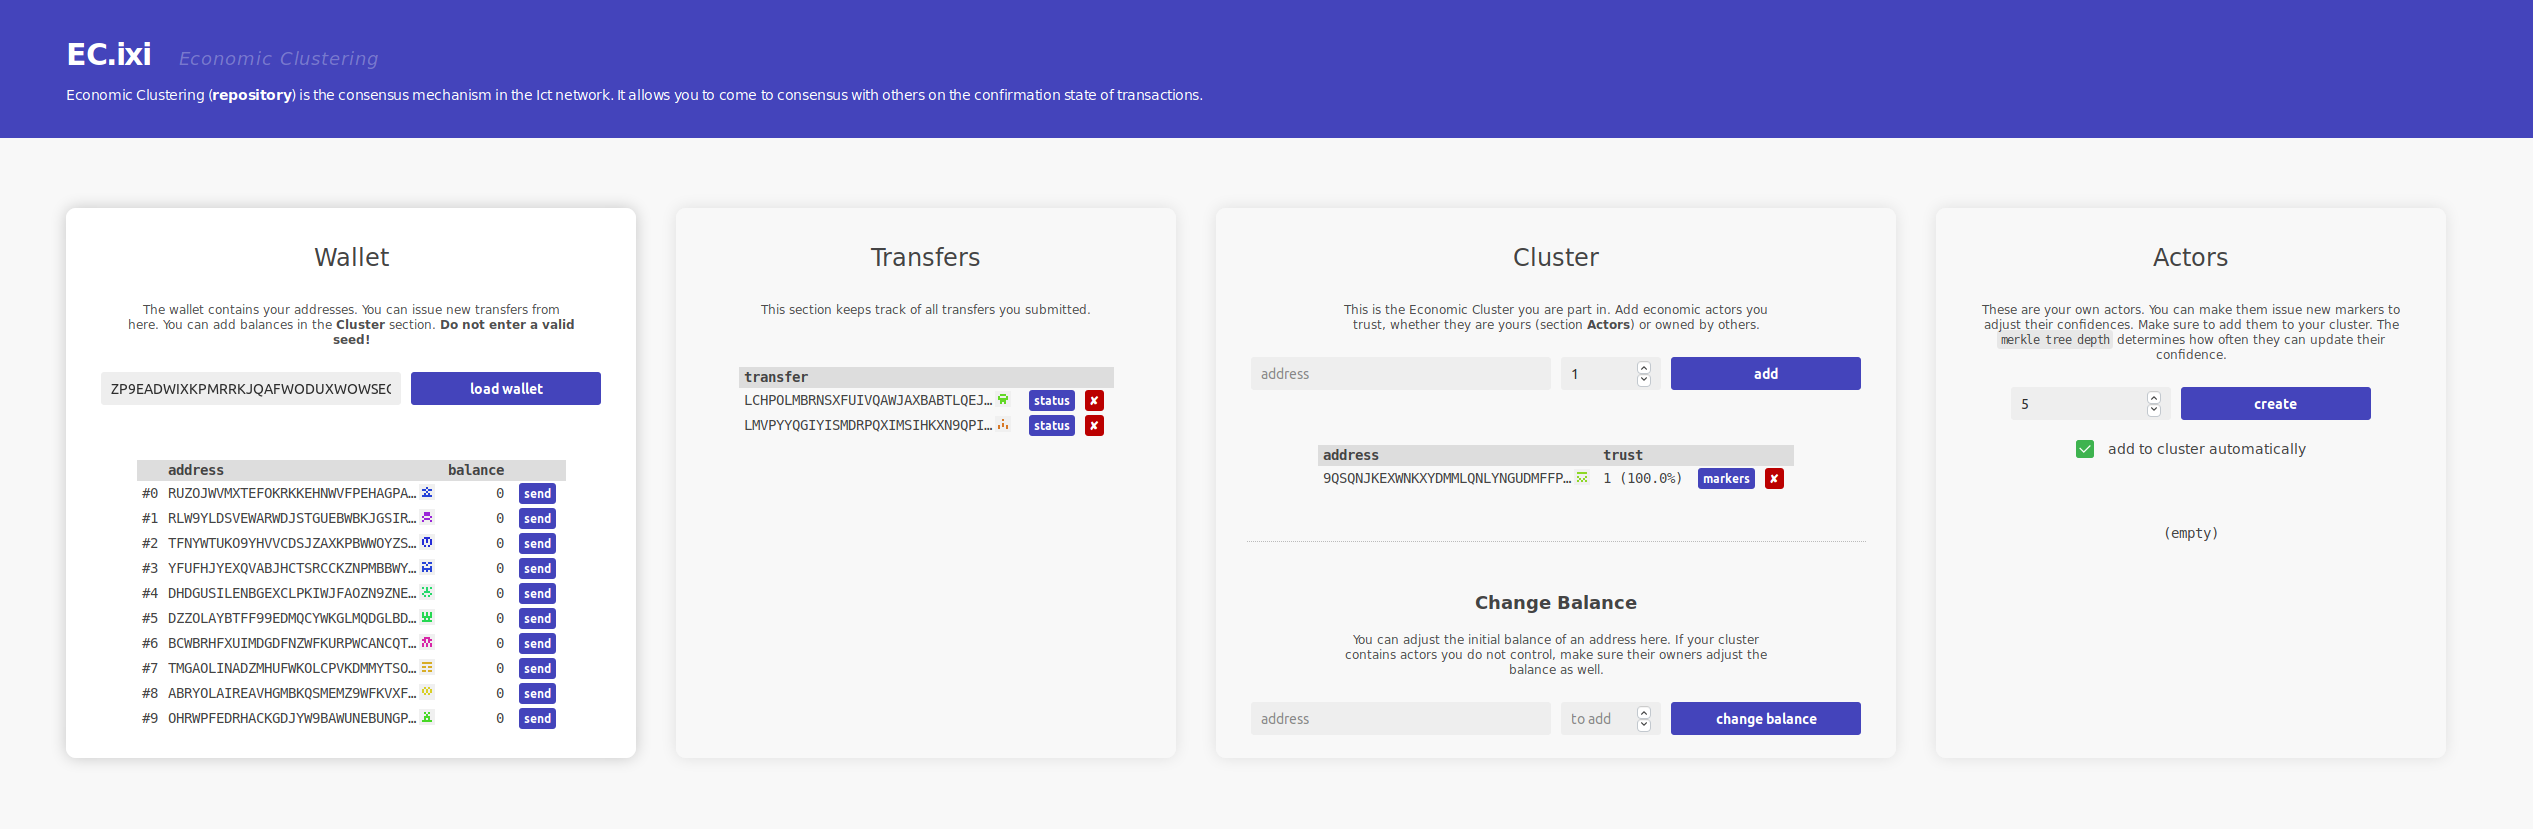 EC.ixi Economic Clustering
Economic Clustering (repository) is the consensus mechanism in the Ict network. It allows you to come to consensus with others on the confirmation state of transactions.
Wallet
The wallet contains your addresses. You can issue new transfers from
here. You can add balances in the Cluster section. Do not enter a valid
seed!
ZP9EADWIXKPMRRKJQAFWODUXWOWSE
load wallet
address balance
#0 RUZOJWVMXTEFOKRKKEHNWVFPEHAGPA… 0 send
#1 RLW9YLDSVEWARWDJSTGUEBWBKJGSIR… 0 send
#2 TFNYWTUKO9YHVVCDSJZAXKPBWWOYZS… 0 send
#3 YFUFHJYEXQVABJHCTSRCCKZNPMBBWY… 0 send
#4 DHDGUSILENBGEXCLPKIWJFAOZN9ZNE… 0 send
#5 DZZOLAYBTFF99EDMQCYWKGLMQDGLBD… 0 send
#6 BCWBRHFXUIMDGDFNZWFKURPWCANCQT… 0 send
#7 TMGAOLINADZMHUFWKOLCPVKDMMYTSO… 0 send
#8 ABRYOLAIREAVHGMBKQSMEMZ9WFKVXF… 0 send
#9 OHRWPFEDRHACKGDJYW9BAWUNEBUNGP… 0 send
Transfers
This section keeps track of all transfers you submitted.
transfer
LCHPOLMBRNSXFUIVQAWJAXBABTLQEJ… status ✘
LMVPYYQGIYISMDRPQXIMSIHKXN9QPI… status ✘
Cluster
This is the Economic Cluster you are part in. Add economic actors you
trust, whether they are yours (section Actors) or owned by others.
address 1 add
address trust
9QSQNJKEXWNKXYDMMLQNLYNGUDMFFP… 1 (100.0%) markers ✘
Change Balance
You can adjust the initial balance of an address here. If your cluster
contains actors you do not control, make sure their owners adjust the
balance as well.
address to add change balance
Actors
These are your own actors. You can make them issue new markers to
adjust their confidences. Make sure to add them to your cluster. The
merkle tree depth determines how often they can update their
confidence.
5 create
add to cluster automatically
(empty)